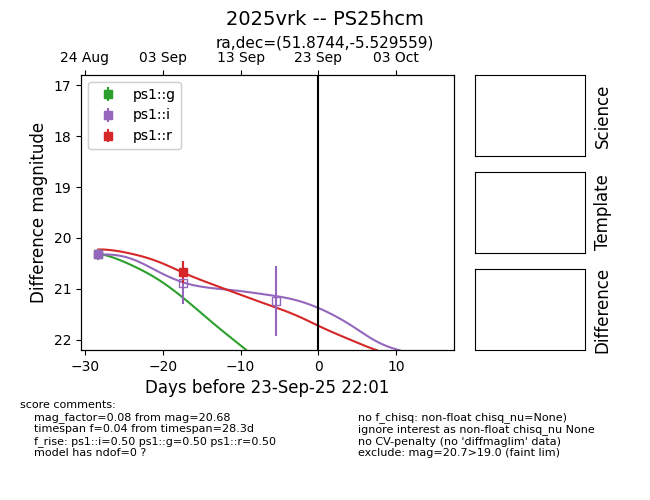 2025vrk -- PS25hcm
ra,dec=(51.8744,-5.529559)
24 Aug 03 Sep 13 Sep 23 Sep 03 Oct
17
18
19
20
21
22
Difference magnitude
ps1::g
ps1::i
ps1::r
−30 −20 −10 0 10
Days before 23-Sep-25 22:01
Science
Template
Difference
score comments:
mag_factor=0.08 from mag=20.68
timespan f=0.04 from timespan=28.3d
f_rise: ps1::i=0.50 ps1::g=0.50 ps1::r=0.50
model has ndof=0 ?
no f_chisq: non-float chisq_nu=None)
ignore interest as non-float chisq_nu None
no CV-penalty (no 'diffmaglim' data)
exclude: mag=20.7>19.0 (faint lim)